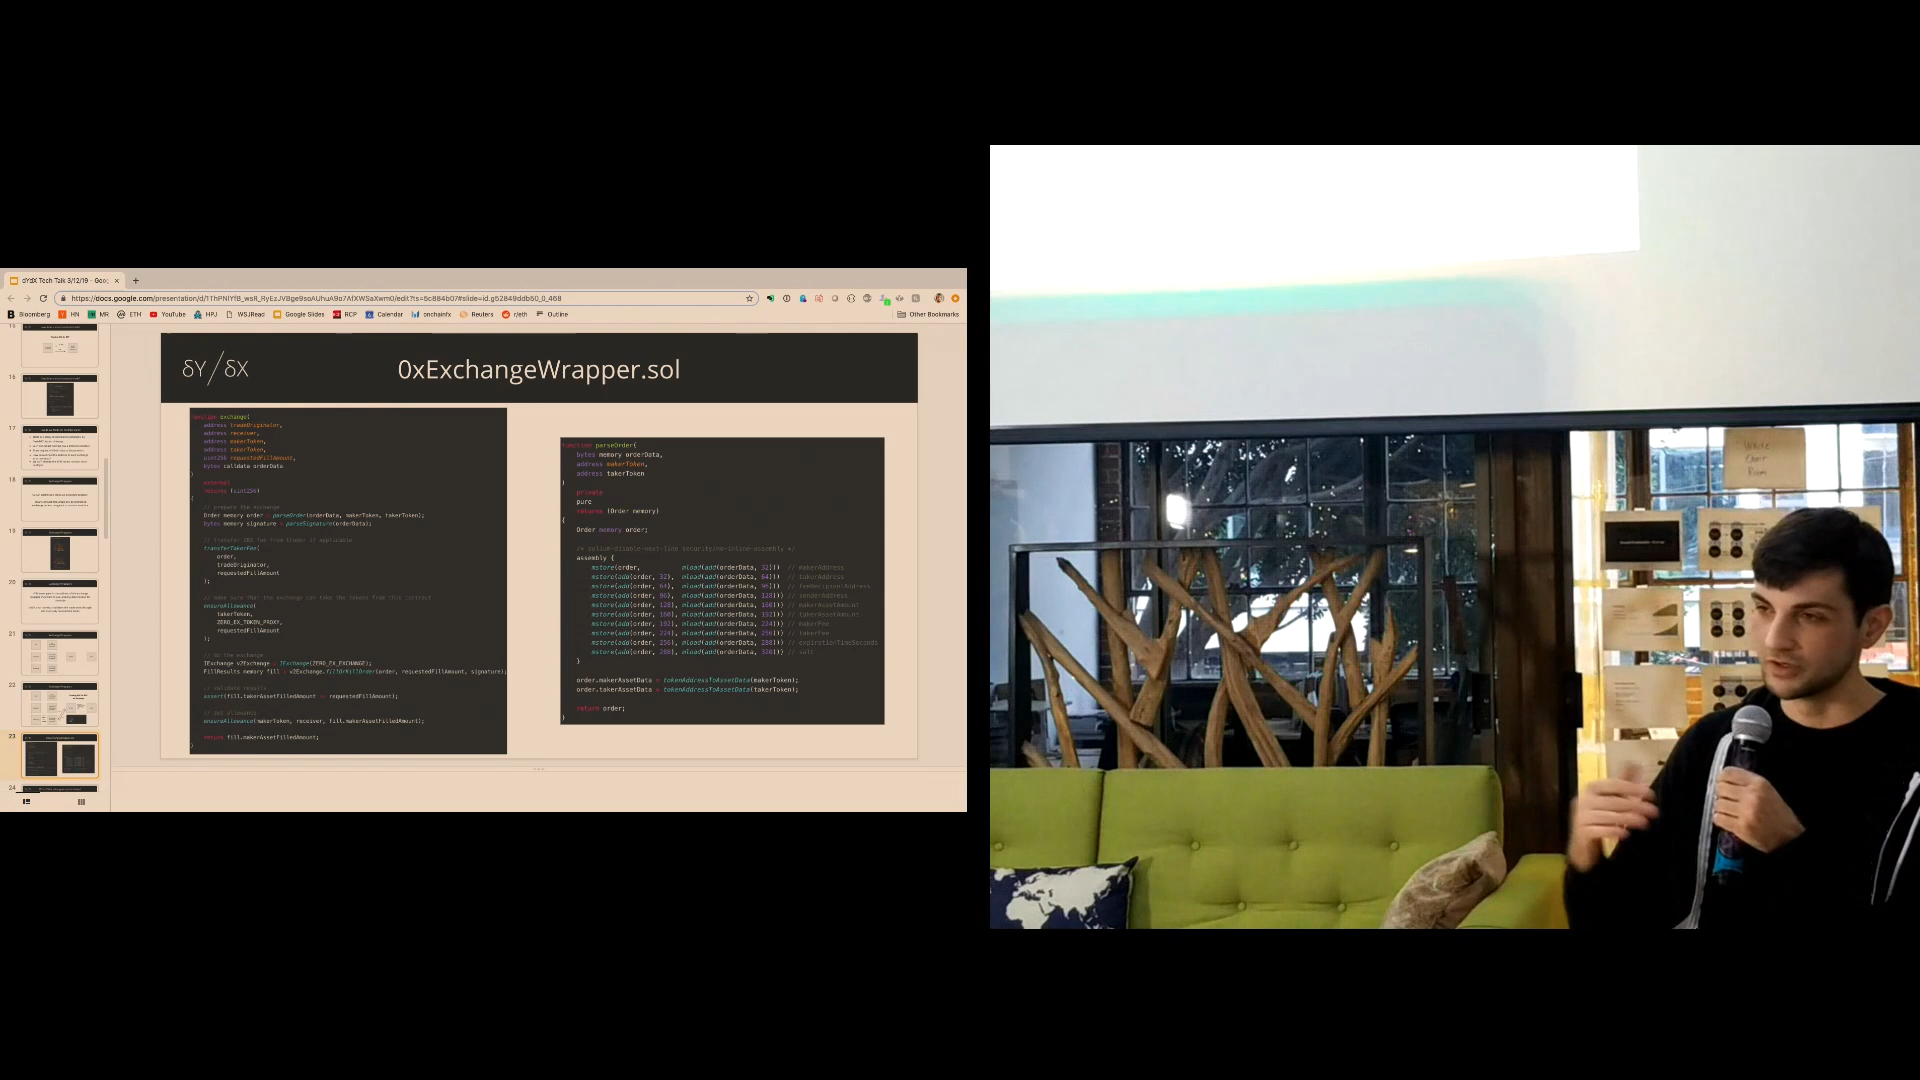 dYdX Tech Talk 3/12/19 - Goo
Bloomberg
HN
MR
ETH
YouTube
HPJ
WSJRead
Google Slides
RCP
Calendar
onchainfx
Reuters
r/eth
Outline
Other Bookmarks
16
17
18
19
20
21
22
23
24
δY/δX
0xExchangeWrapper.sol
function exchange(
address tradeOriginator,
address receiver,
address makerToken,
address takerToken,
uint256 requestedFillAmount,
bytes calldata orderData
)
external
returns (uint256)
{
// prepare the exchange
Order memory order = parseOrder(orderData, makerToken, takerToken);
bytes memory signature = parseSignature(orderData);
// transfer ZRX fee from trader if applicable
transferTakerFee(
order,
tradeOriginator,
requestedFillAmount
);
// make sure that the exchange can take the tokens from this contract
ensureAllowance(
takerToken,
ZERO_EX_TOKEN_PROXY,
requestedFillAmount
);
// do the exchange
IExchange v2Exchange = IExchange(ZERO_EX_EXCHANGE);
FillResults memory fill = v2Exchange.fillOrKillOrder(order, requestedFillAmount, signature);
// validate results
assert(fill.takerAssetFilledAmount == requestedFillAmount);
// set allowance
ensureAllowance(makerToken, receiver, fill.makerAssetFilledAmount);
return fill.makerAssetFilledAmount;
}
function parseOrder(
bytes memory orderData,
address makerToken,
address takerToken
)
private
pure
returns (Order memory)
{
Order memory order;
/* solium-disable-next-line security/no-inline-assembly */
assembly {
mstore(order, mload(add(orderData, 32))) // makerAddress
mstore(add(order, 32), mload(add(orderData, 64))) // takerAddress
mstore(add(order, 64), mload(add(orderData, 96))) // feeRecipientAddress
mstore(add(order, 96), mload(add(orderData, 128))) // senderAddress
mstore(add(order, 128), mload(add(orderData, 160))) // makerAssetAmount
mstore(add(order, 160), mload(add(orderData, 192))) // takerAssetAmount
mstore(add(order, 192), mload(add(orderData, 224))) // makerFee
mstore(add(order, 224), mload(add(orderData, 256))) // takerFee
mstore(add(order, 256), mload(add(orderData, 288))) // expirationTimeSeconds
mstore(add(order, 288), mload(add(orderData, 320))) // salt
}
order.makerAssetData = tokenAddressToAssetData(makerToken);
order.takerAssetData = tokenAddressToAssetData(takerToken);
return order;
}
White
Chair
Room